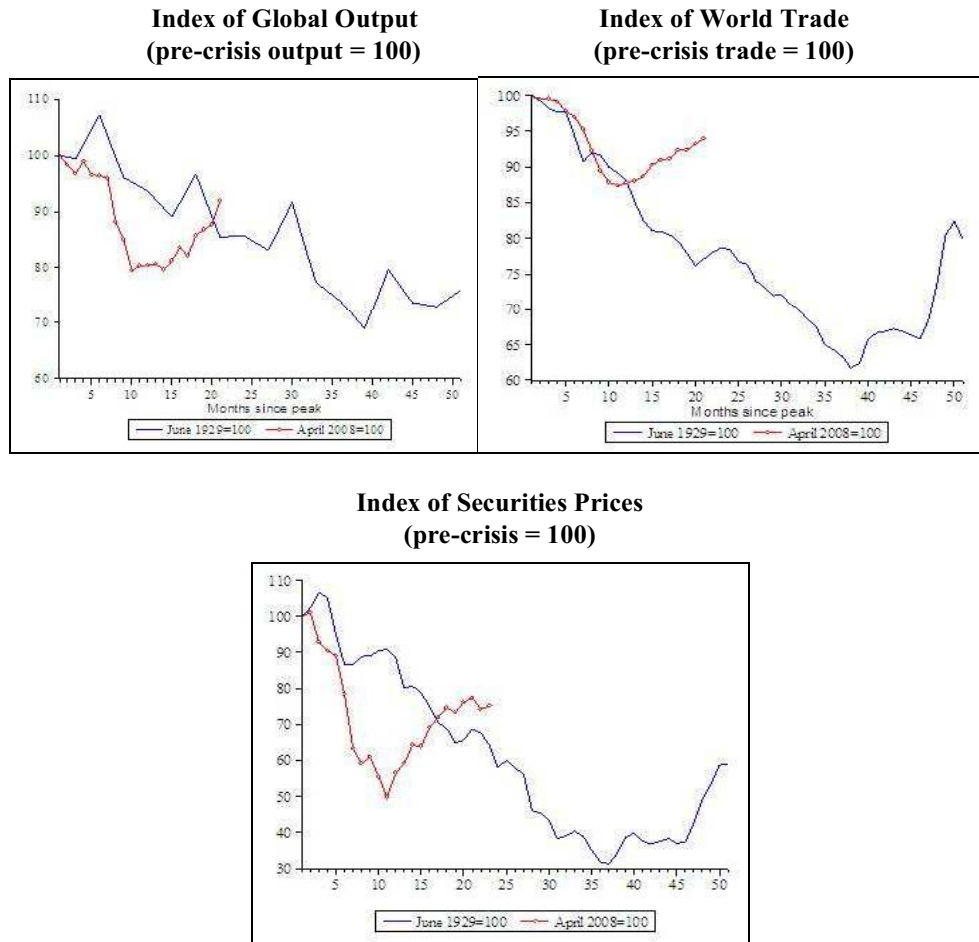 Index of Global Output
(pre-crisis output = 100)
110
100
90
80
70
60
5 10 15 20 25 30 35 40 45 50
Months since peak
June 1929=100 April 2008=100
Index of World Trade
(pre-crisis trade = 100)
100
95
90
85
80
75
70
65
60
5 10 15 20 25 30 35 40 45 50
Months since peak
June 1929=100 April 2008=100
Index of Securities Prices
(pre-crisis = 100)
110
100
90
80
70
60
50
40
30
5 10 15 20 25 30 35 40 45 50
June 1929=100 April 2008=100